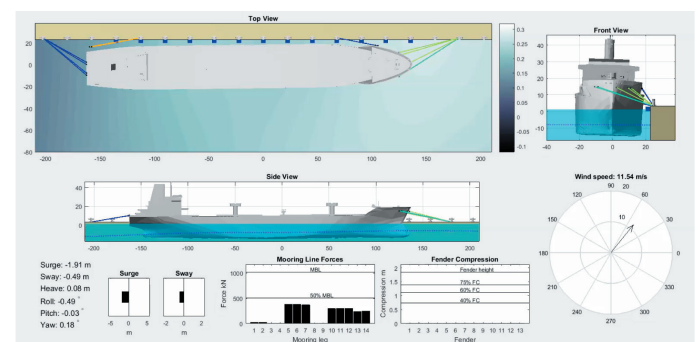 Top View
20
0
-20
-40
-60
-80
-200 -150 -100 -50 0 50 100 150 200
0.3
0.25
0.2
0.15
0.1
0.05
0
-0.05
-0.1
Front View
40
30
20
10
0
-10
-40 -20 0 20 40
Side View
40
20
0
-200 -150 -100 -50 0 50 100 150 200
Wind speed: 11.54 m/s
90 20
120 60
150 10 30
180 0
210 330
240 300
270
Surge: -1.91 m
Sway: -0.49 m
Heave: 0.08 m
Roll: -0.49 °
Pitch: -0.03 °
Yaw: 0.18 °
Surge
-5 0 5
m
Sway
-2 0 2
m
Mooring Line Forces
Force kN
1000
500
0
MBL
50% MBL
1 2 3 4 5 6 7 8 9 10 11 12 13 14
Mooring leg
Fender Compression
Compression m
2
1.5
1
0.5
0
Fender height
75% FC
60% FC
40% FC
1 2 3 4 5 6 7 8 9 10 11 12 13
Fender